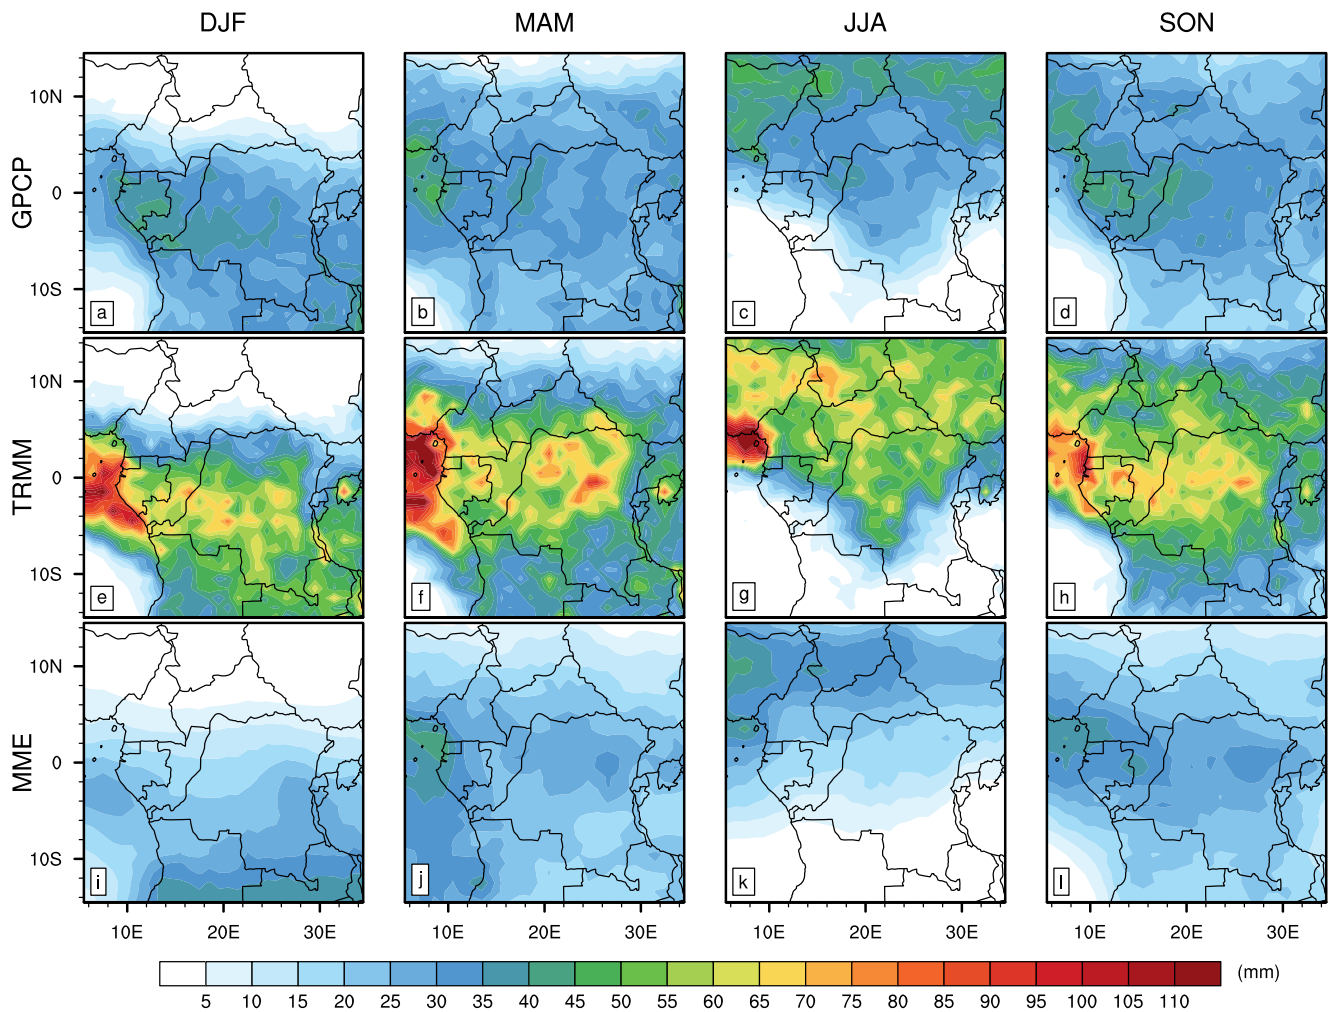 DJF MAM JJA SON
GPCP
10N
0
10S
a b c d
TRMM
10N
0
10S
e f g h
MME
10N
0
10S
i j k l
10E 20E 30E 10E 20E 30E 10E 20E 30E 10E 20E 30E
(mm)
5 10 15 20 25 30 35 40 45 50 55 60 65 70 75 80 85 90 95 100 105 110